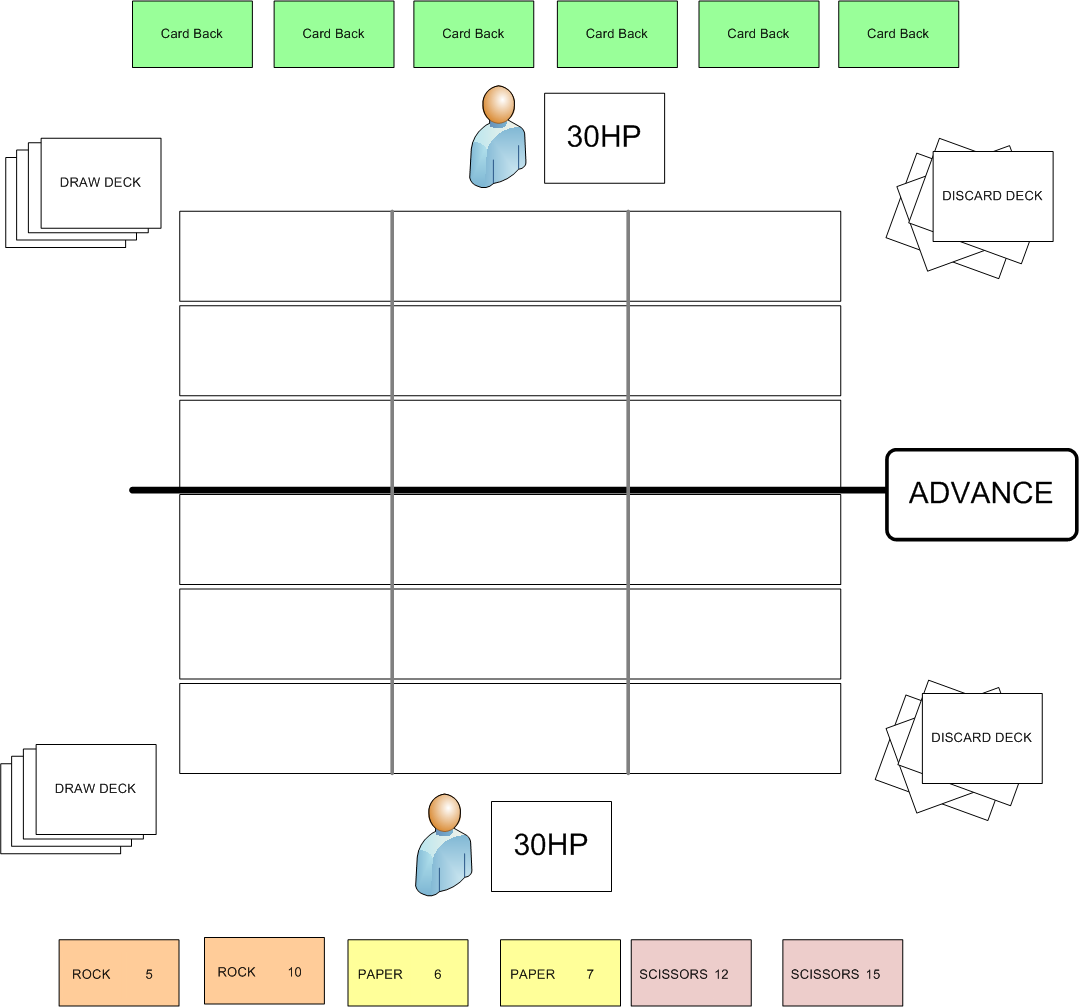 Card Back
Card Back
Card Back
Card Back
Card Back
Card Back
30HP
DRAW DECK
DISCARD DECK
ADVANCE
DISCARD DECK
DRAW DECK
30HP
ROCK 5
ROCK 10
PAPER 6
PAPER 7
SCISSORS 12
SCISSORS 15